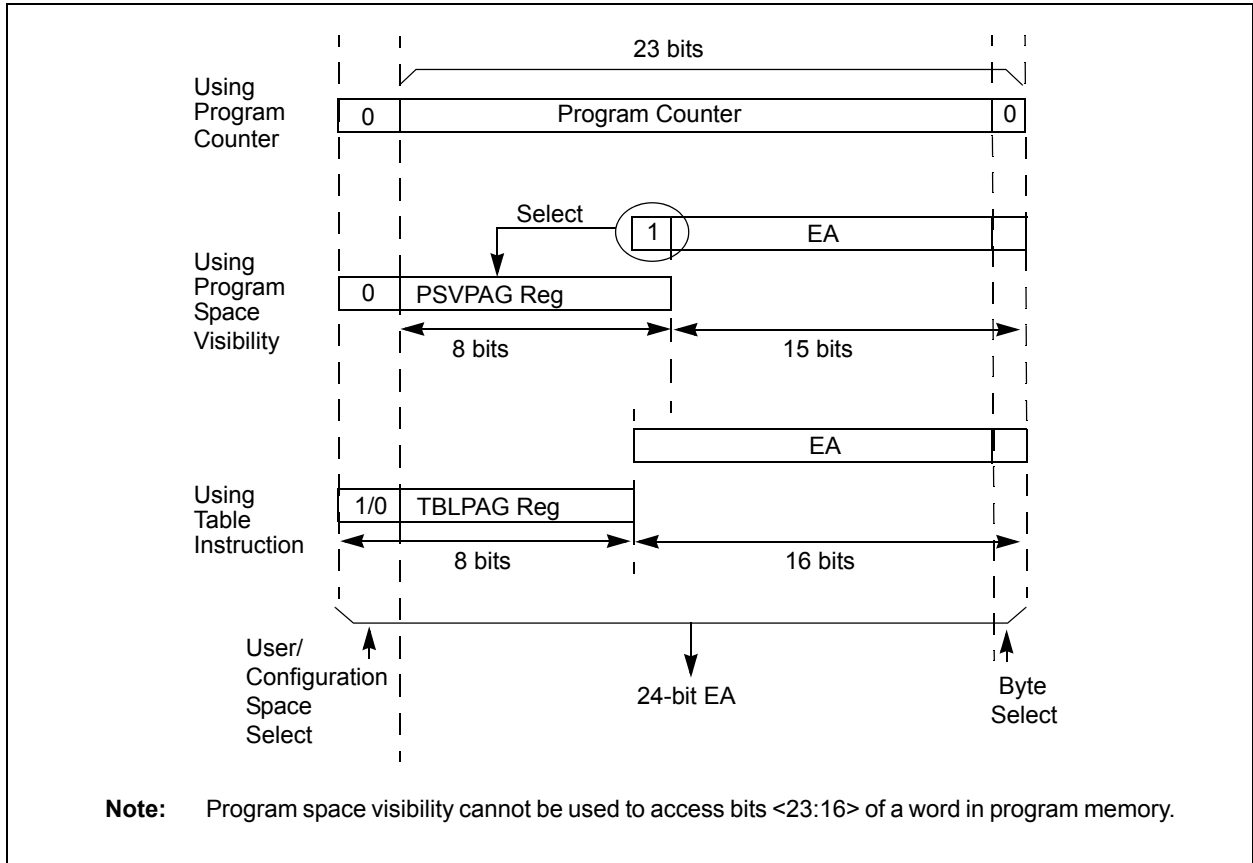 23 bits
Using
Program
Counter
0
Program Counter
0
Select
1
EA
Using
Program
Space
Visibility
0
PSVPAG Reg
8 bits
15 bits
EA
Using
Table
Instruction
1/0
TBLPAG Reg
8 bits
16 bits
User/
Configuration
Space
Select
24-bit EA
Byte
Select
Note: Program space visibility cannot be used to access bits <23:16> of a word in program memory.